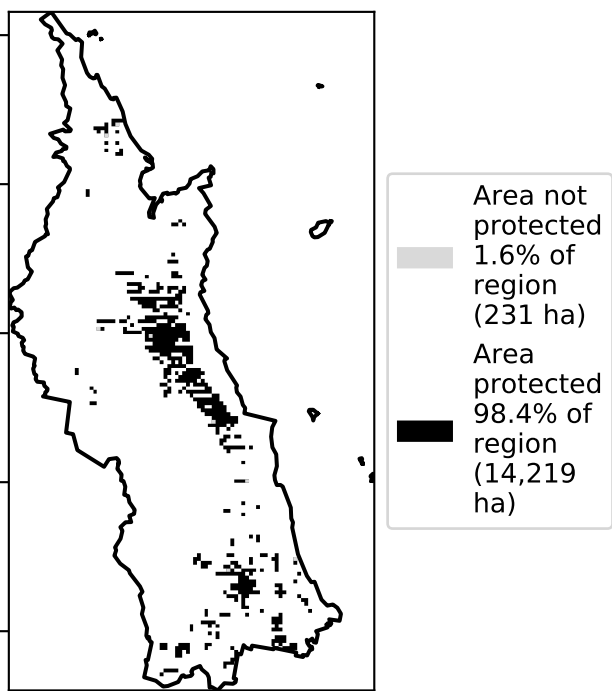 Area not
protected
1.6% of
region
(231 ha)
Area
protected
98.4% of
region
(14,219
ha)